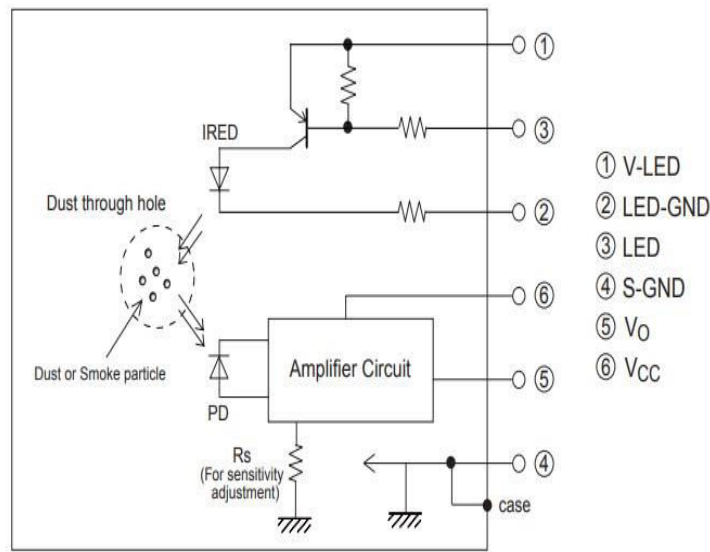 ①
IRED
③
Dust through hole
②
⑥
Dust or Smoke particle
PD
Amplifier Circuit
⑤
Rs
(For sensitivity
adjustment)
④
case
① V-LED
② LED-GND
③ LED
④ S-GND
⑤ VO
⑥ VCC